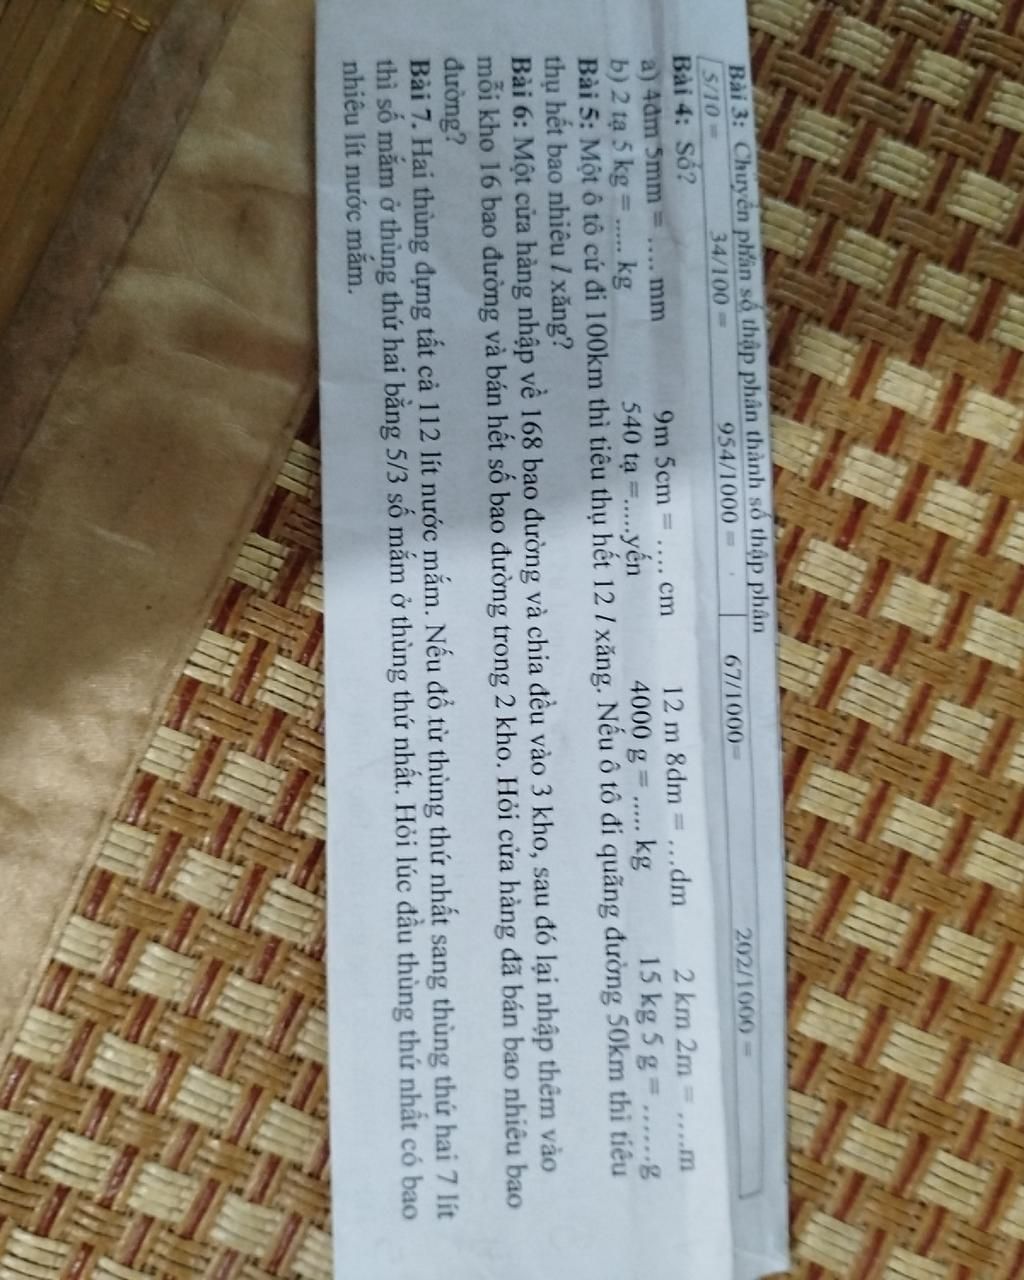 Bài 3: Chuyển phân số thập phân thành số thập phân
5/10 = 34/100 = 954/1000 = 67/1000= 202/1000 =
Bài 4: Số?
a) 4dm 5mm = .... mm 9m 5cm = .... cm 12 m 8dm = ...dm 2 km 2m = ....m
b) 2 tạ 5 kg = ...... kg 540 tạ =......yến 4000 g = ..... kg 15 kg 5 g = .......g
Bài 5: Một ô tô cứ đi 100km thì tiêu thụ hết 12 l xăng. Nếu ô tô đi quãng đường 50km thì tiêu
thụ hết bao nhiêu l xăng?
Bài 6: Một cửa hàng nhập về 168 bao đường và chia đều vào 3 kho, sau đó lại nhập thêm vào
mỗi kho 16 bao đường và bán hết số bao đường trong 2 kho. Hỏi cửa hàng đã bán bao nhiêu bao
đường?
Bài 7. Hai thùng đựng tất cả 112 lít nước mắm. Nếu đổ từ thùng thứ nhất sang thùng thứ hai 7 lít
thì số mắm ở thùng thứ hai bằng 5/3 số mắm ở thùng thứ nhất. Hỏi lúc đầu thùng thứ nhất có bao
nhiêu lít nước mắm.